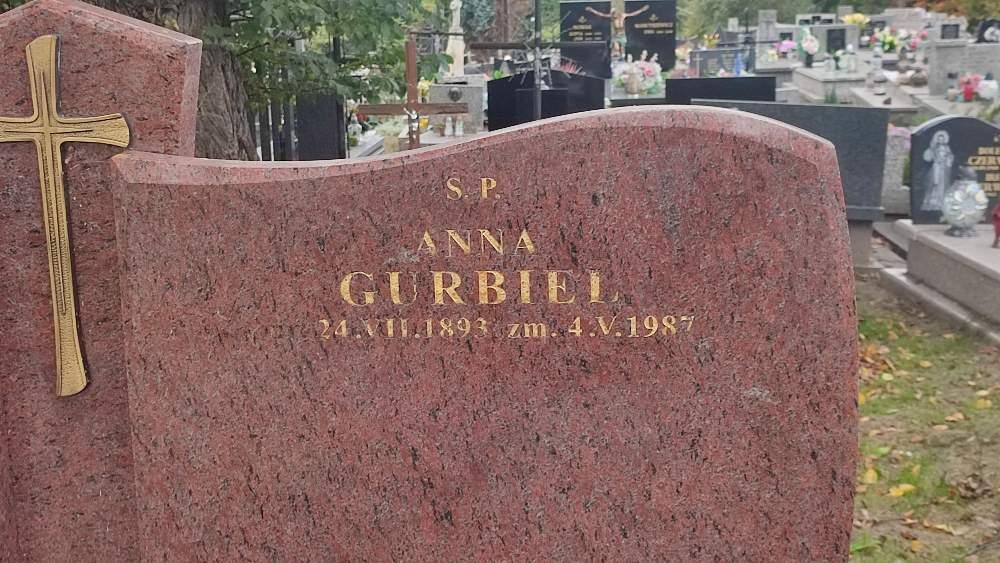 S. P.
ANNA
GURBIEL
24.VII.1893 zm. 4.V.1987